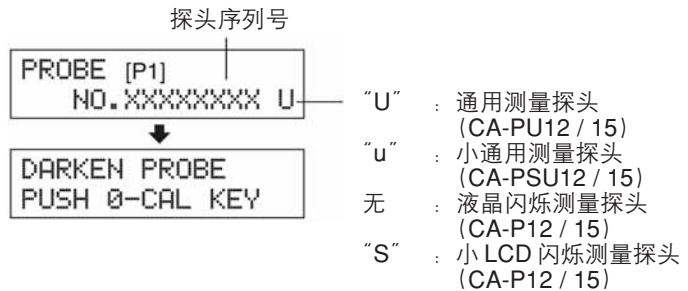 探头序列号
PROBE [P1]
NO.XXXXXXXX U
DARKEN PROBE
PUSH 0-CAL KEY
"U" : 通用测量探头
(CA-PU12 / 15)
"u" : 小通用测量探头
(CA-PSU12 / 15)
无 : 液晶闪烁测量探头
(CA-P12 / 15)
"S" : 小 LCD 闪烁测量探头
(CA-P12 / 15)